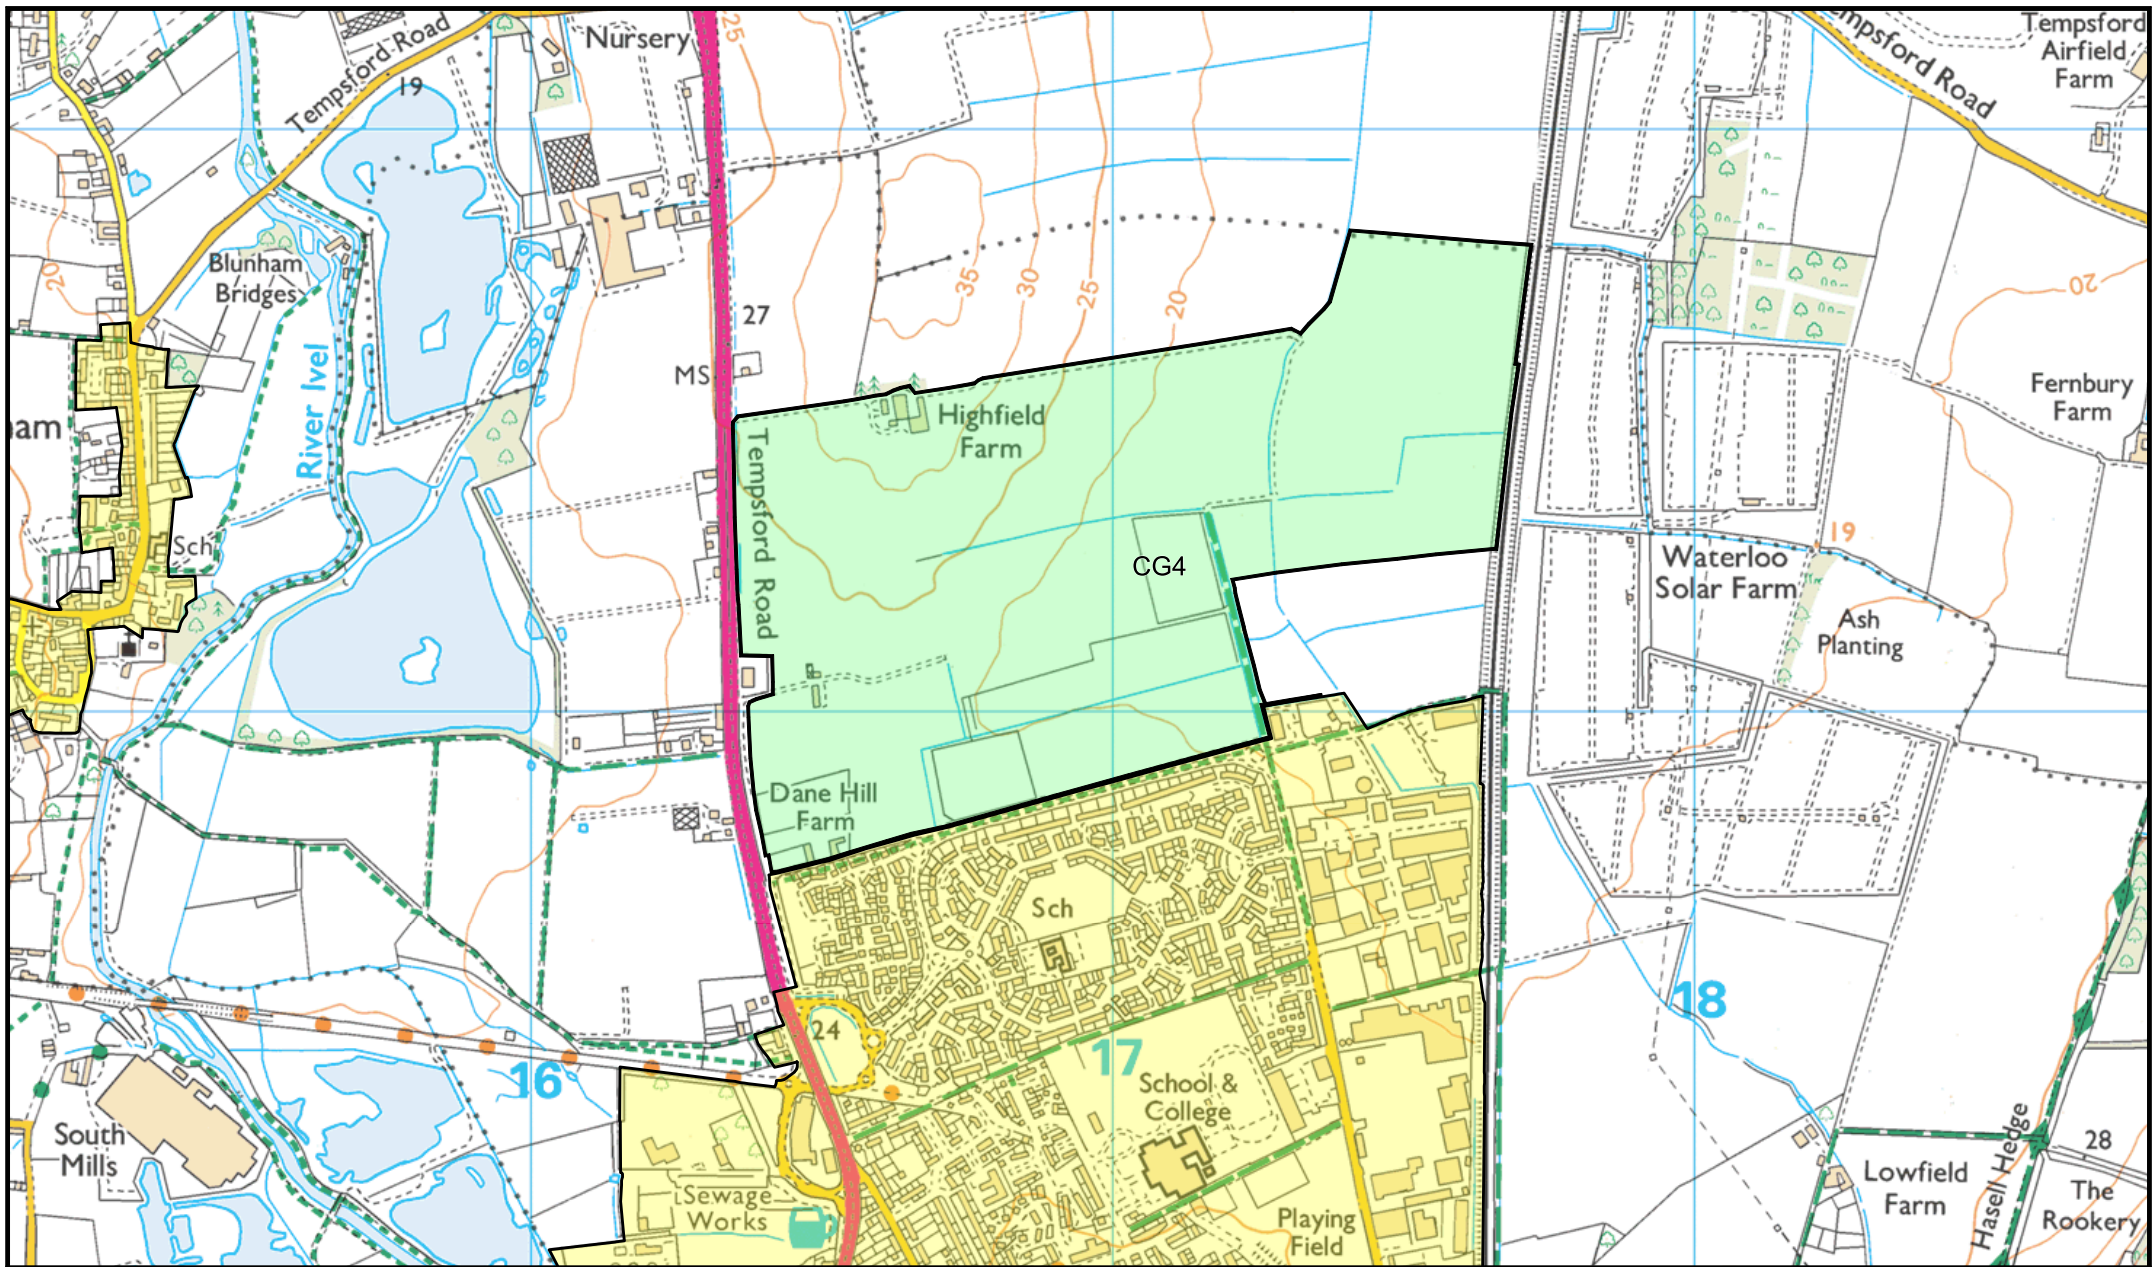 Tempsford Road
19
Nursery
25
Tempsford Road
Tempsford
Airfield
Farm
Blunham
Bridges
20
River Ivel
27
MS
35
30
25
20
20
Highfield
Farm
Fernbury
Farm
am
Tempsford Road
Sch
CG4
19
Waterloo
Solar Farm
Ash
Planting
Dane Hill
Farm
Sch
24
18
17
16
School &
College
South
Mills
Sewage
Works
Playing
Field
Lowfield
Farm
Hasell Hedge
28
The
Rookery